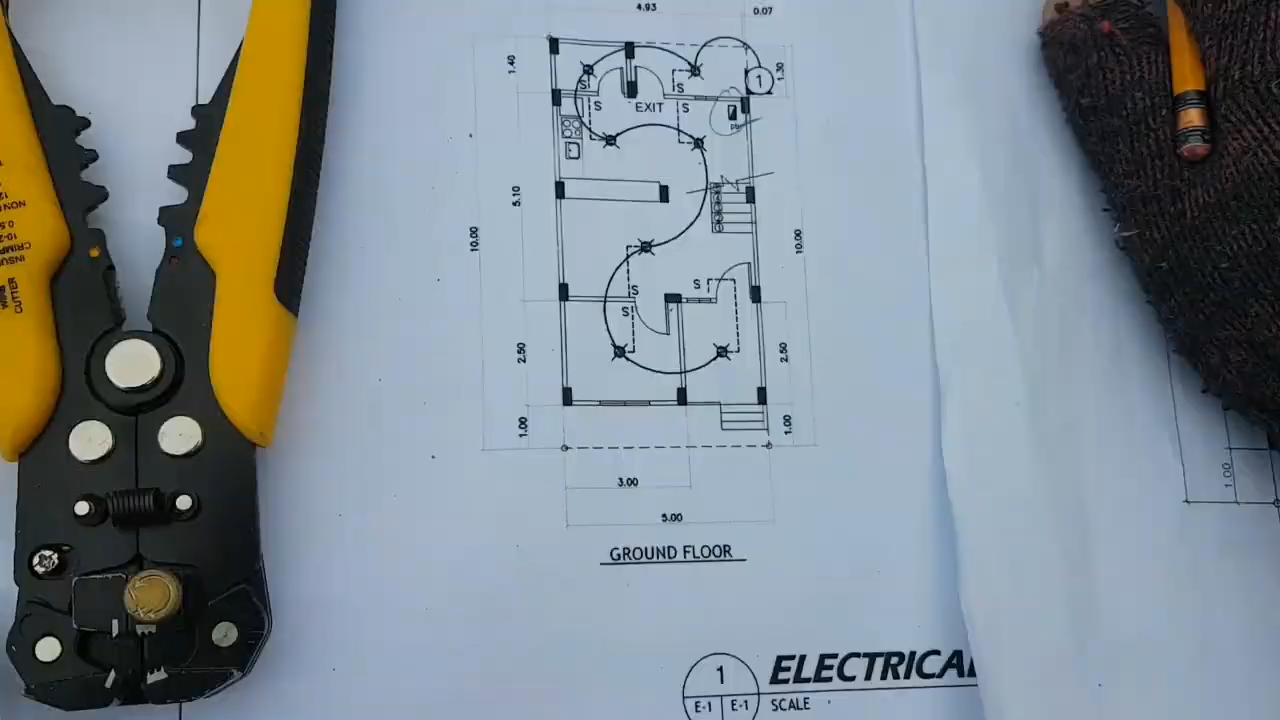 4.93
0.07
1.40
1.30
1
S
S
S
S
EXIT
5.10
10.00
10.00
S
S
S
2.50
2.50
1.00
1.00
3.00
5.00
GROUND FLOOR
1
ELECTRICAL
E-1
E-1
SCALE
1.00
CUTTER